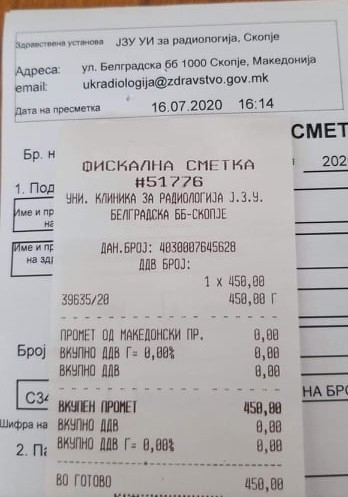 Здравствена установа ЈЗУ УИ за радиологија, Скопје
Адреса: ул. Белградска бб 1000 Скопје, Македонија
email: ukradiologija@zdravstvo.gov.mk
Дата на пресметка 16.07.2020 16:14
СМЕТ
Бр. н
2020
1. Под
Име и пр
на
Име и пр
на зд
Број
С34
НА БРО
Шифра на
2. Па
ФИСКАЛНА СМЕТКА
#51776
УНИ. КЛИНИКА ЗА РАДИОЛОГИЈА Ј.З.У.
БЕЛГРАДСКА ББ-СКОПЈЕ
ДАН.БРОЈ: 4030007645628
ДДВ БРОЈ:
1 x 450,00
39635/20 450,00 Г
ПРОМЕТ ОД МАКЕДОНСКИ ПР. 0,00
ВКУПНО ДДВ Г= 0,00% 0,00
ВКУПНО ДДВ 0,00
ВКУПЕН ПРОМЕТ 450,00
ВКУПНО ДДВ 0,00
ВКУПНО ДДВ Г= 0,00% 0,00
ВО ГОТОВО 450,00